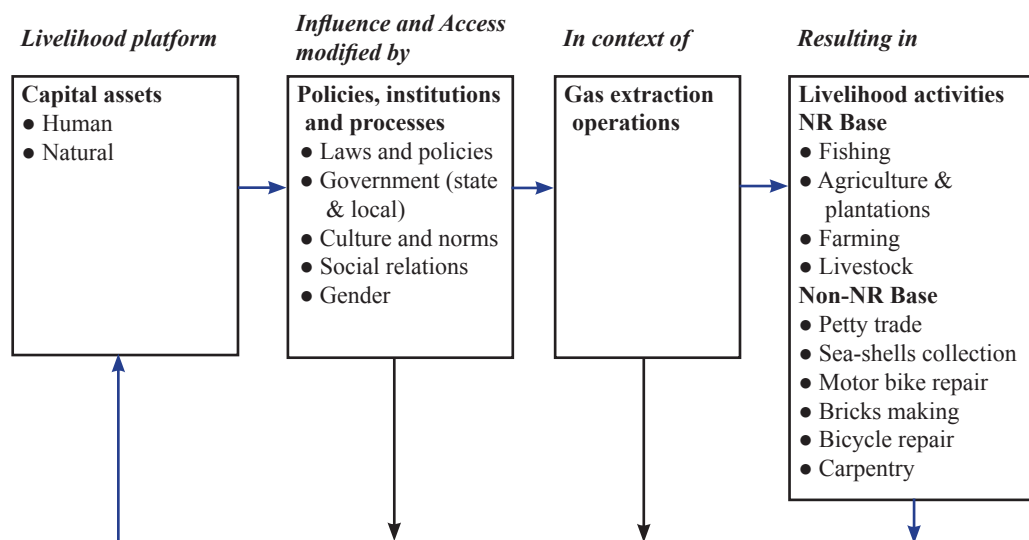 Livelihood platform
Influence and Access
modified by
In context of
Resulting in
Capital assets
● Human
● Natural
Policies, institutions
and processes
● Laws and policies
● Government (state
& local)
● Culture and norms
● Social relations
● Gender
Gas extraction
operations
Livelihood activities
NR Base
● Fishing
● Agriculture &
plantations
● Farming
● Livestock
Non-NR Base
● Petty trade
● Sea-shells collection
● Motor bike repair
● Bricks making
● Bicycle repair
● Carpentry